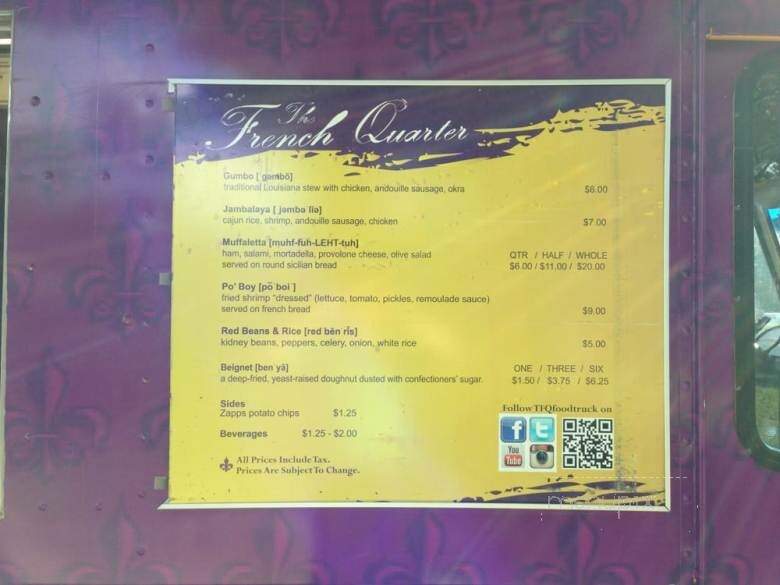 The
French Quarter
Gumbo [ˈgəmbō]
traditional Louisiana stew with chicken, andouille sausage, okra $6.00
Jambalaya [ˌjəmbəˈlīə]
cajun rice, shrimp, andouille sausage, chicken $7.00
Muffaletta [muhf-fuh-LEHT-tuh]
ham, salami, mortadella, provolone cheese, olive salad QTR / HALF / WHOLE
served on round sicilian bread $6.00 / $11.00 / $20.00
Po' Boy [pō boi]
fried shrimp "dressed" (lettuce, tomato, pickles, remoulade sauce)
served on french bread $9.00
Red Beans & Rice [red bēn rīs]
kidney beans, peppers, celery, onion, white rice $5.00
Beignet [ben yā] ONE / THREE / SIX
a deep-fried, yeast-raised doughnut dusted with confectioners' sugar. $1.50 / $3.75 / $6.25
Sides
Zapps potato chips $1.25
Beverages $1.25 - $2.00
Follow TFQfoodtruck on
f t
You
Tube
All Prices Include Tax.
Prices Are Subject To Change.